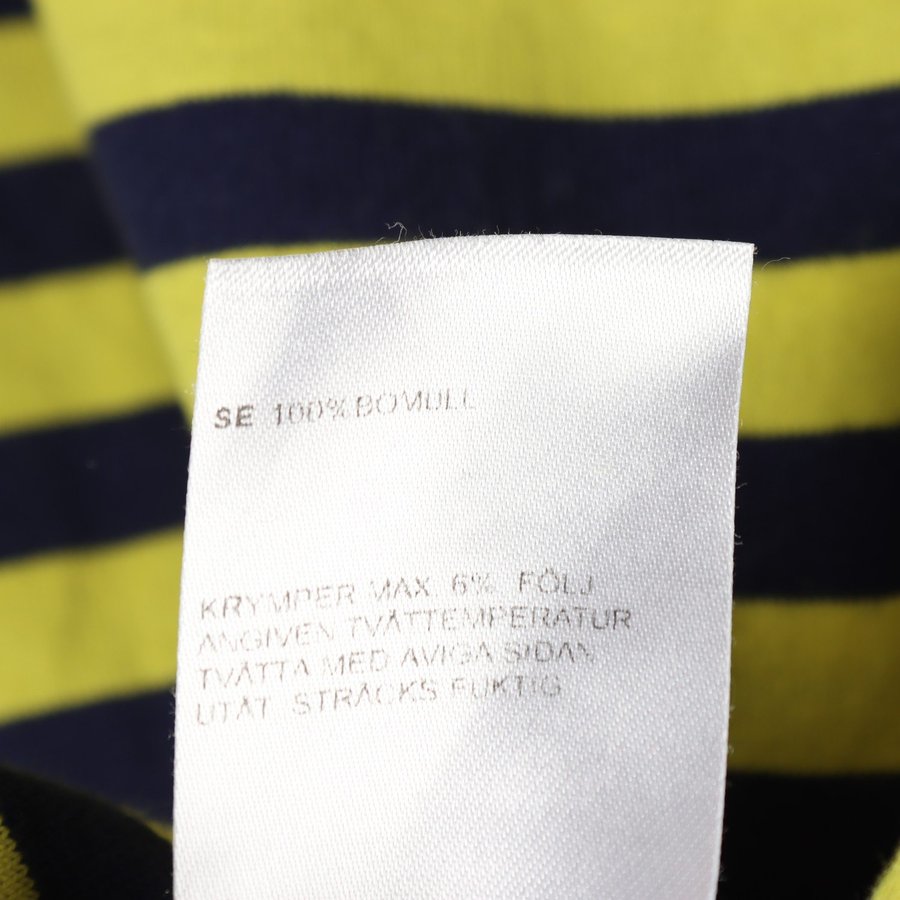 SE 100% BOMULL
KRYMPER MAX. 6%. FÖLJ
ANGIVEN TVÄTTEMPERATUR
TVÄTTA MED AVIGA SIDAN
UTÅT. STRÄCKS FUKTIG